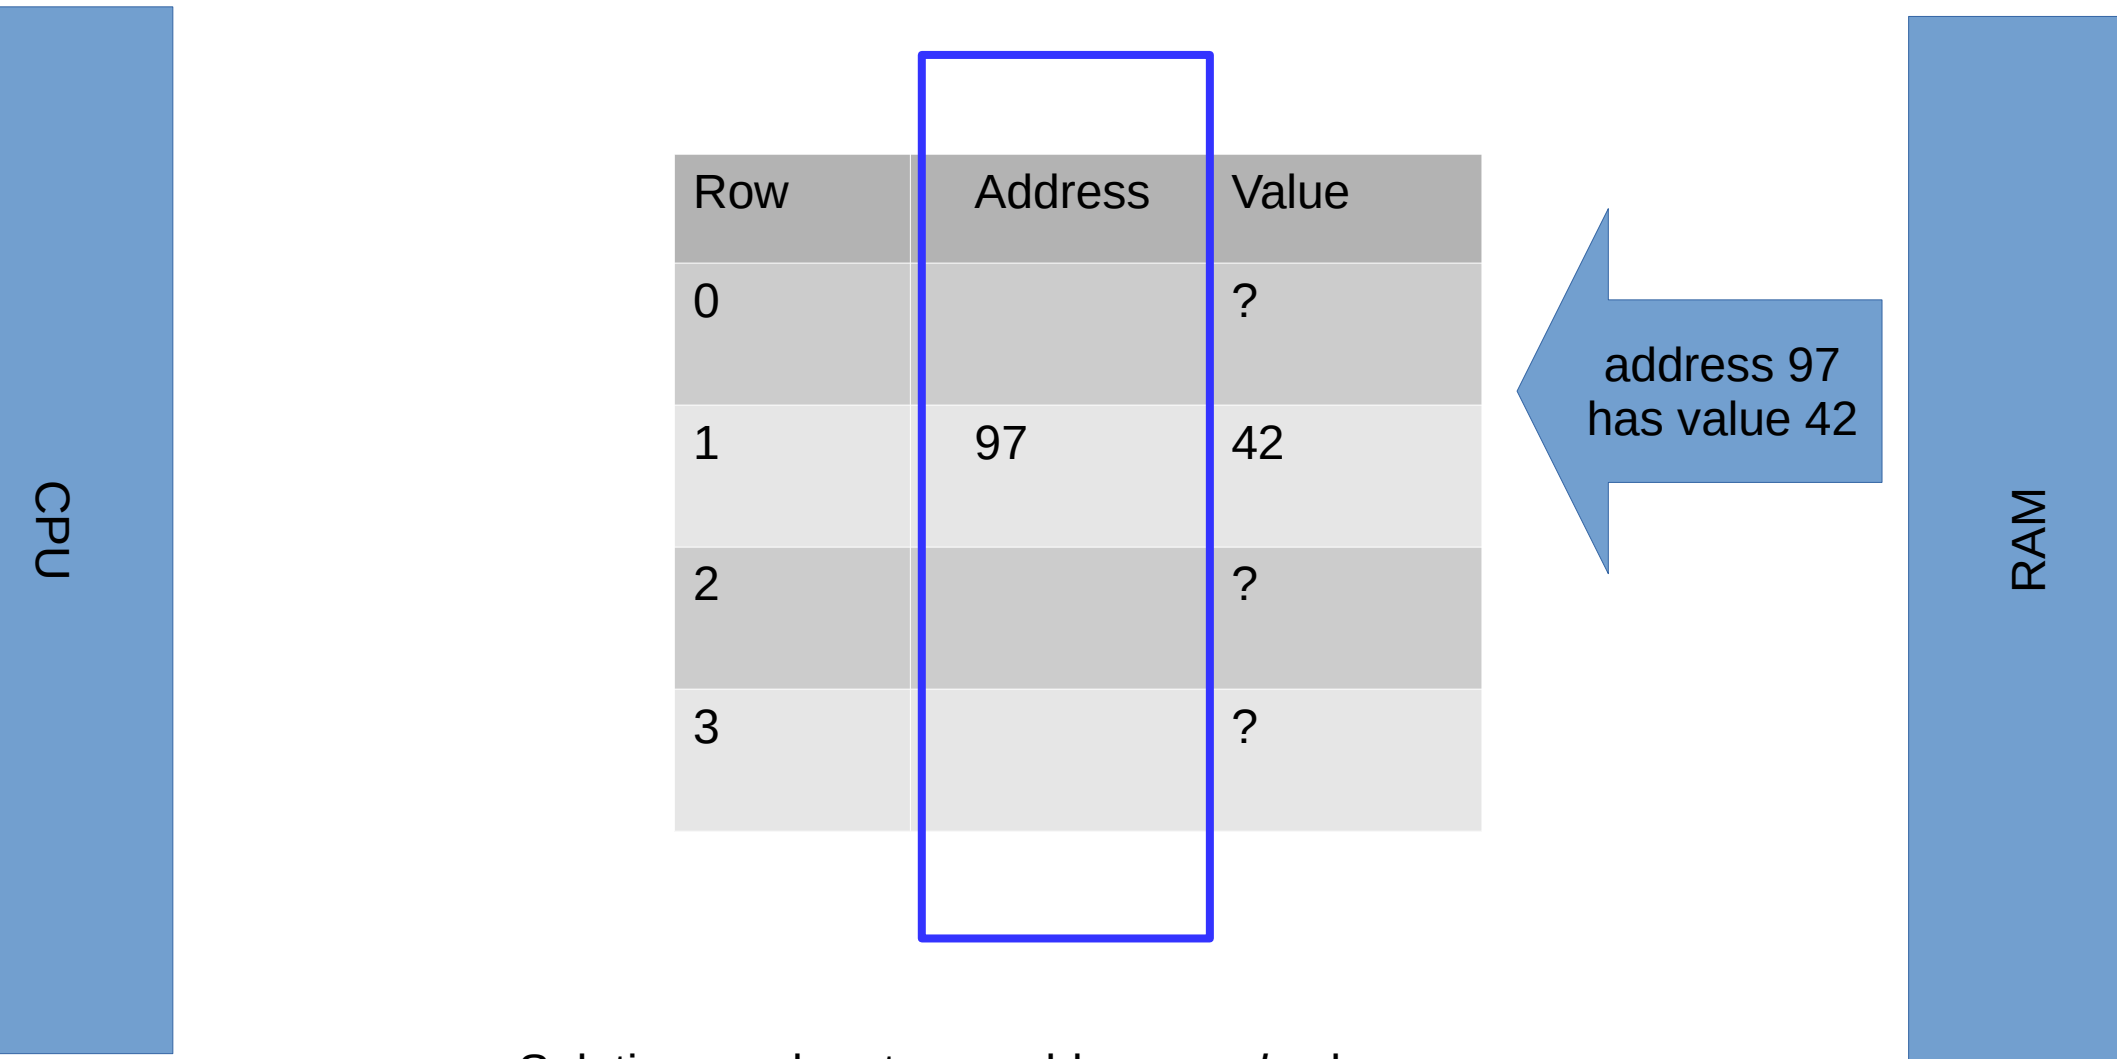 CPU
Row Address Value
0 ?
1 97 42
2 ?
3 ?
address 97
has value 42
RAM